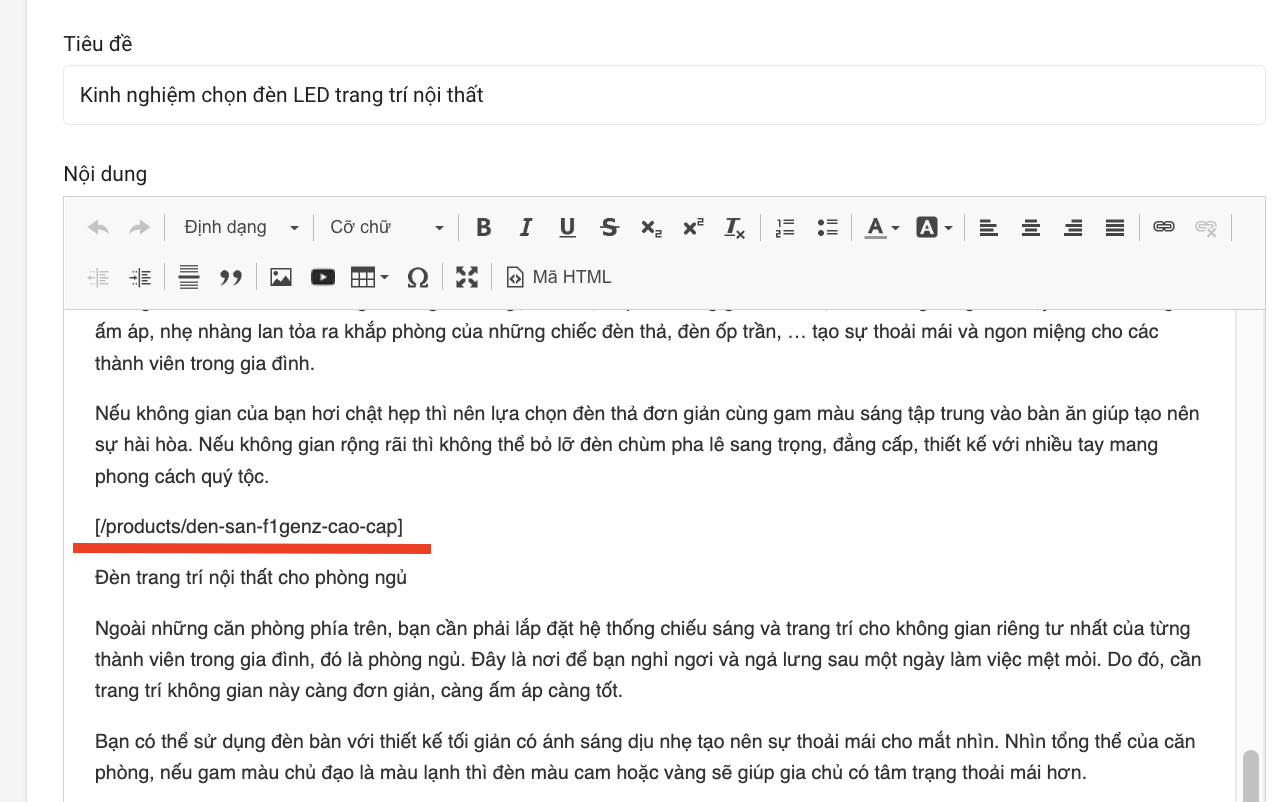 Tiêu đề
Kinh nghiệm chọn đèn LED trang trí nội thất
Nội dung
Định dạng Cỡ chữ B I U S x₂ x² Tx A A
Mã HTML
ấm áp, nhẹ nhàng lan tỏa ra khắp phòng của những chiếc đèn thả, đèn ốp trần, … tạo sự thoải mái và ngon miệng cho các
thành viên trong gia đình.
Nếu không gian của bạn hơi chật hẹp thì nên lựa chọn đèn thả đơn giản cùng gam màu sáng tập trung vào bàn ăn giúp tạo nên
sự hài hòa. Nếu không gian rộng rãi thì không thể bỏ lỡ đèn chùm pha lê sang trọng, đẳng cấp, thiết kế với nhiều tay mang
phong cách quý tộc.
[/products/den-san-f1genz-cao-cap]
Đèn trang trí nội thất cho phòng ngủ
Ngoài những căn phòng phía trên, bạn cần phải lắp đặt hệ thống chiếu sáng và trang trí cho không gian riêng tư nhất của từng
thành viên trong gia đình, đó là phòng ngủ. Đây là nơi để bạn nghỉ ngơi và ngả lưng sau một ngày làm việc mệt mỏi. Do đó, cần
trang trí không gian này càng đơn giản, càng ấm áp càng tốt.
Bạn có thể sử dụng đèn bàn với thiết kế tối giản có ánh sáng dịu nhẹ tạo nên sự thoải mái cho mắt nhìn. Nhìn tổng thể của căn
phòng, nếu gam màu chủ đạo là màu lạnh thì đèn màu cam hoặc vàng sẽ giúp gia chủ có tâm trạng thoải mái hơn.